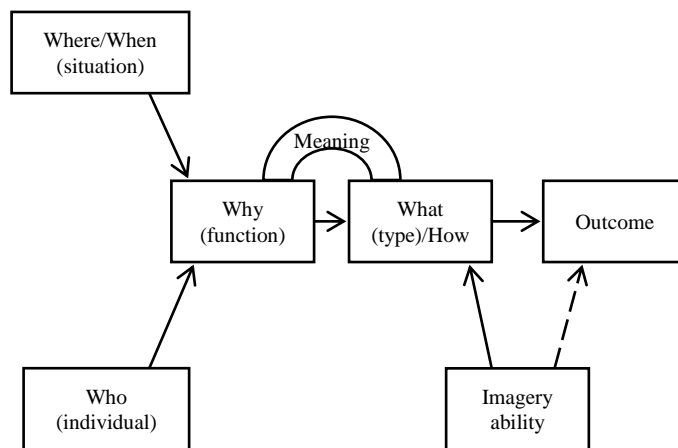 Where/When
(situation)
Meaning
Why
(function)
What
(type)/How
Outcome
Who
(individual)
Imagery
ability